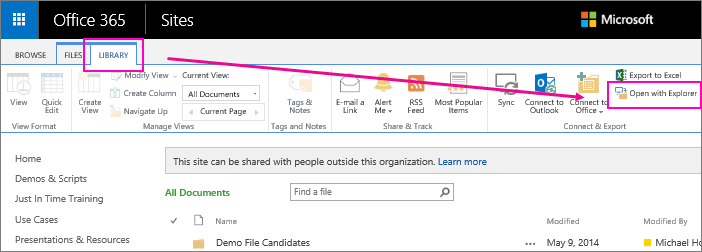 Office 365 Sites Microsoft
BROWSE FILES LIBRARY
View
Quick Edit
Create View
Modify View
Create Column
Navigate Up
Current View:
All Documents
Current Page
Tags & Notes
E-mail a Link
Alert Me
RSS Feed
Most Popular Items
Sync
Connect to Outlook
Connect to Office
Export to Excel
Open with Explorer
View Format Manage Views Tags and Notes Share & Track Connect & Export
Home
Demos & Scripts
Just In Time Training
Use Cases
Presentations & Resources
This site can be shared with people outside this organization. Learn more
All Documents Find a file
Name Modified Modified By
Demo File Candidates ... May 9, 2014 Michael Ho